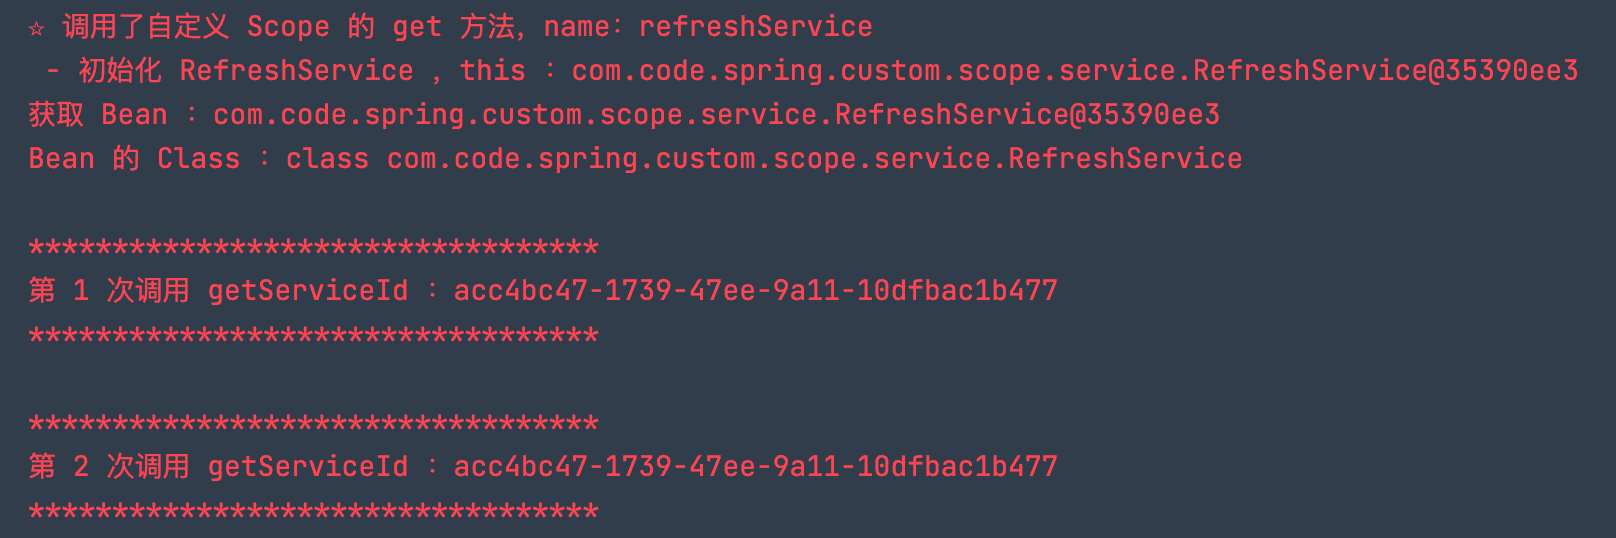 ☆ 调用了自定义 Scope 的 get 方法，name：refreshService
- 初始化 RefreshService ，this ：com.code.spring.custom.scope.service.RefreshService@35390ee3
获取 Bean ：com.code.spring.custom.scope.service.RefreshService@35390ee3
Bean 的 Class ：class com.code.spring.custom.scope.service.RefreshService
**********************************
第 1 次调用 getServiceId ：acc4bc47-1739-47ee-9a11-10dfbac1b477
**********************************
**********************************
第 2 次调用 getServiceId ：acc4bc47-1739-47ee-9a11-10dfbac1b477
**********************************